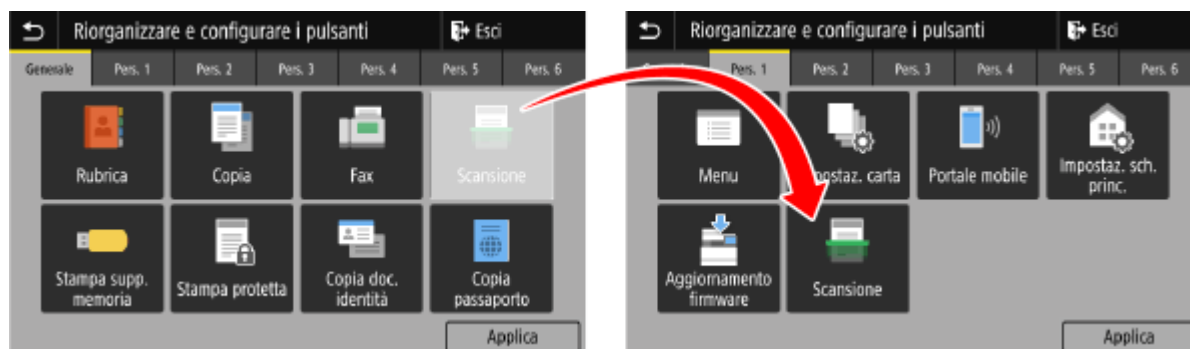 Riorganizzare e configurare i pulsanti
Esci
Generale Pers. 1 Pers. 2 Pers. 3 Pers. 4 Pers. 5 Pers. 6
Rubrica
Copia
Fax
Scansione
Stampa supp.
memoria
Stampa protetta
Copia doc.
identità
Copia
passaporto
Applica
Riorganizzare e configurare i pulsanti
Esci
Pers. 1 Pers. 2 Pers. 3 Pers. 4 Pers. 5 Pers. 6
Menu
carta
Portale mobile
Impostaz. sch.
princ.
Aggiornamento
firmware
Scansione
Applica